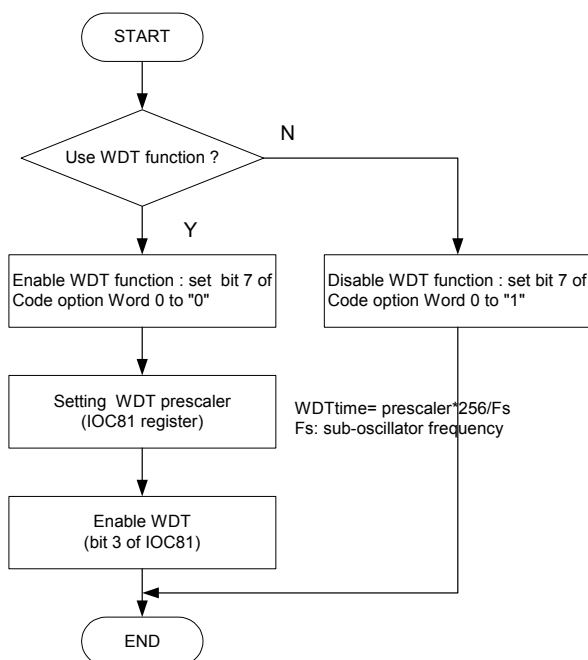 START
Use WDT function ?
N
Y
Enable WDT function : set bit 7 of
Code option Word 0 to "0"
Disable WDT function : set bit 7 of
Code option Word 0 to "1"
Setting WDT prescaler
(IOC81 register)
WDTtime= prescaler*256/Fs
Fs: sub-oscillator frequency
Enable WDT
(bit 3 of IOC81)
END